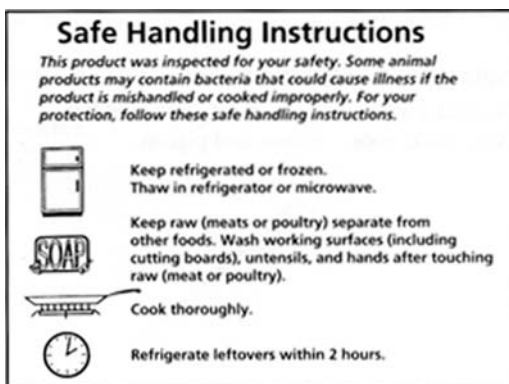 Safe Handling Instructions
This product was inspected for your safety. Some animal
products may contain bacteria that could cause illness if the
product is mishandled or cooked improperly. For your
protection, follow these safe handling instructions.
Keep refrigerated or frozen.
Thaw in refrigerator or microwave.
SOAP
Keep raw (meats or poultry) separate from
other foods. Wash working surfaces (including
cutting boards), untensils, and hands after touching
raw (meat or poultry).
Cook thoroughly.
Refrigerate leftovers within 2 hours.